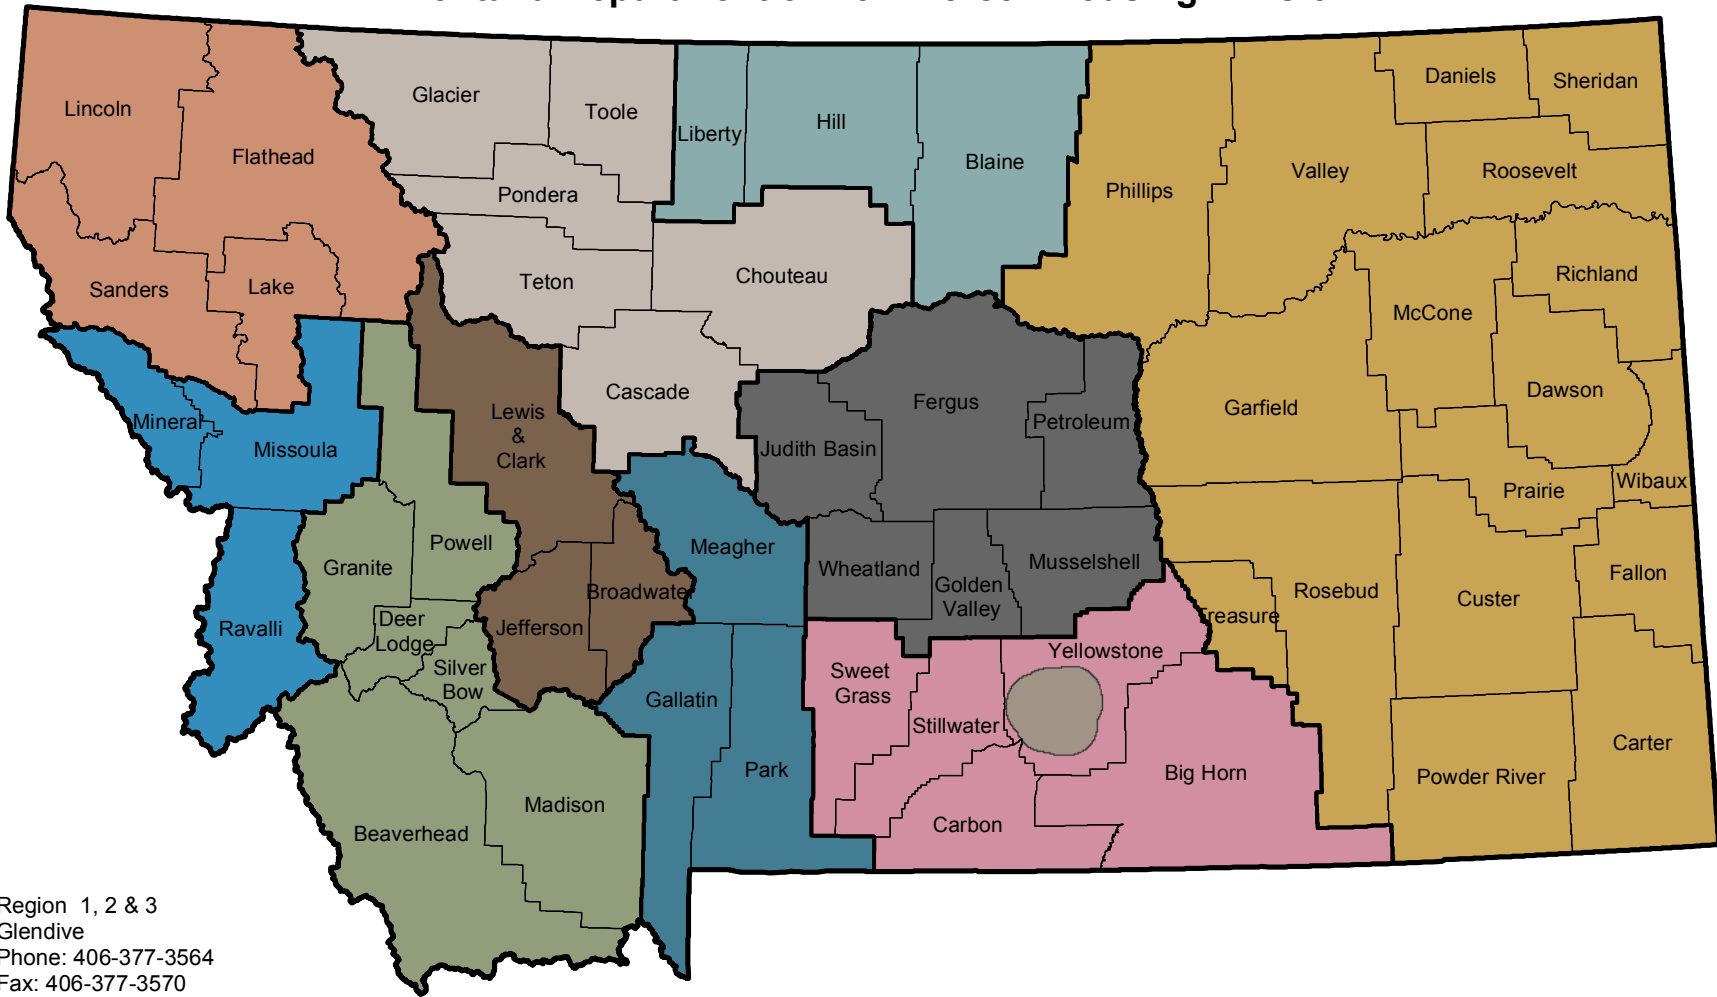 Lincoln
Flathead
Glacier
Toole
Liberty
Hill
Blaine
Phillips
Valley
Daniels
Sheridan
Roosevelt
Pondera
Teton
Chouteau
Sanders
Lake
Richland
McCone
Dawson
Garfield
Cascade
Fergus
Petroleum
Judith Basin
Lewis
&
Clark
Mineral
Missoula
Prairie
Wibaux
Powell
Granite
Meagher
Wheatland
Golden
Valley
Musselshell
Broadwater
Jefferson
Treasure
Rosebud
Custer
Fallon
Ravalli
Deer
Lodge
Silver
Bow
Gallatin
Park
Sweet
Grass
Stillwater
Yellowstone
Big Horn
Carbon
Powder River
Carter
Madison
Beaverhead
Region 1, 2 & 3
Glendive
Phone: 406-377-3564
Fax: 406-377-3570